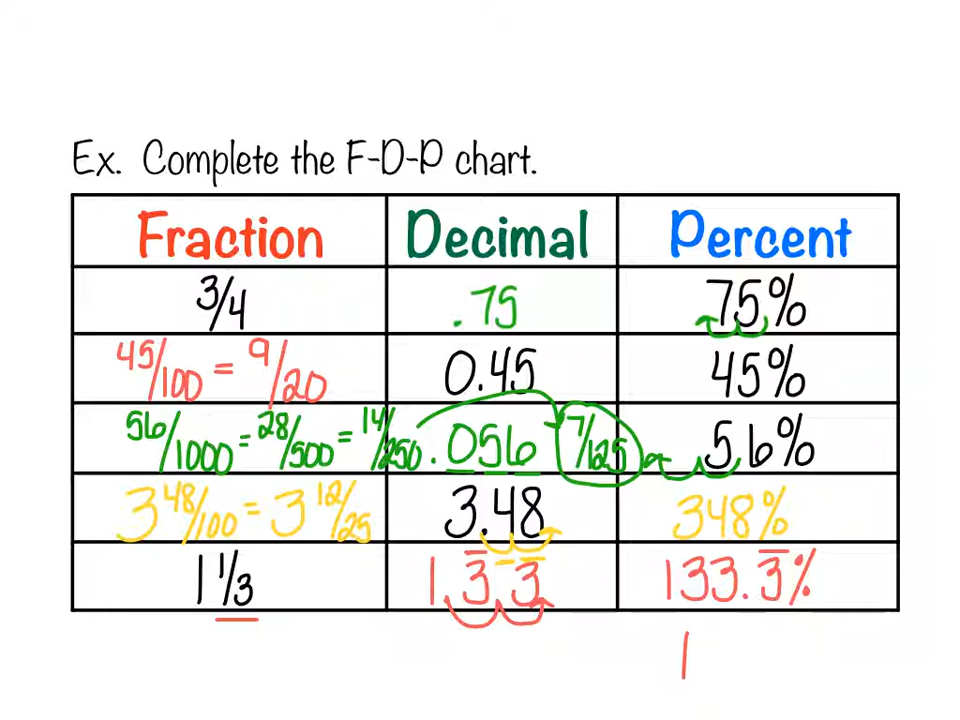 Ex. Complete the F-D-P chart.
Fraction Decimal Percent
3/4 .75 75%
45/100 = 9/20 0.45 45%
56/1000 = 28/500 = 14/250 .056 7/125 5.6%
3 48/100 = 3 12/25 3.48 348%
1 1/3 1.3̅ 3̅ 133.3̅%
1